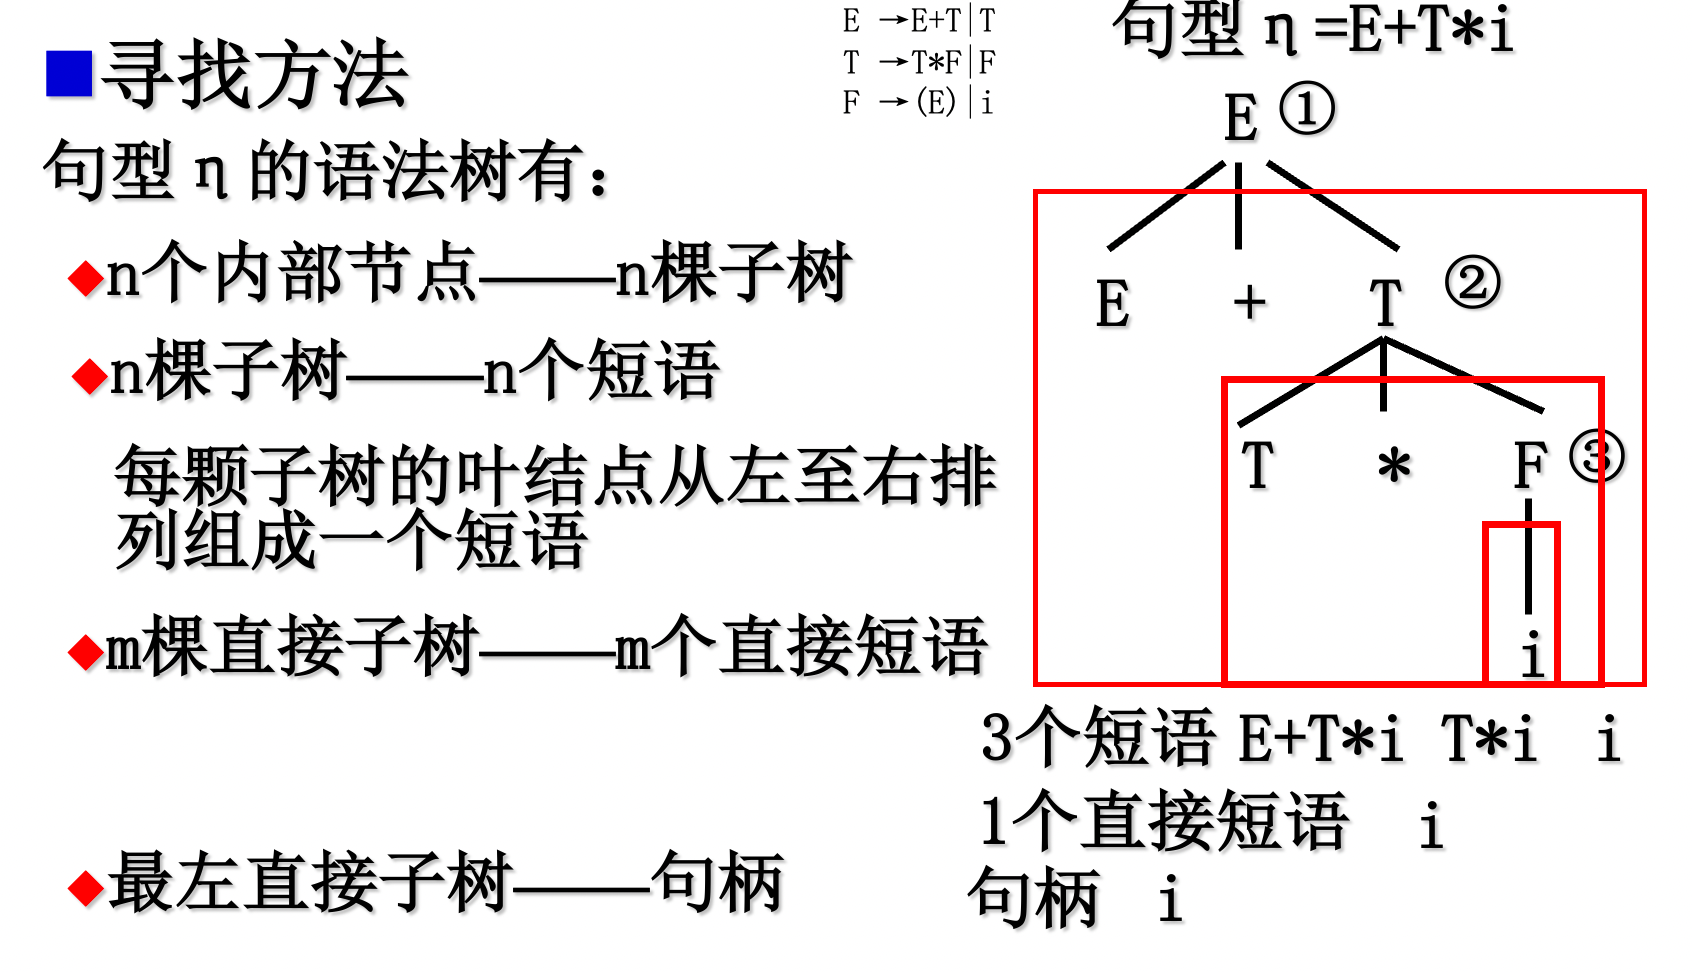 寻找方法
句型η的语法树有：
n个内部节点——n棵子树
n棵子树——n个短语
每颗子树的叶结点从左至右排
列组成一个短语
m棵直接子树——m个直接短语
最左直接子树——句柄
E →E+T|T
T →T*F|F
F →(E)|i
句型η=E+T*i
E ①
E + T ②
T * F ③
i
3个短语 E+T*i T*i i
1个直接短语 i
句柄 i